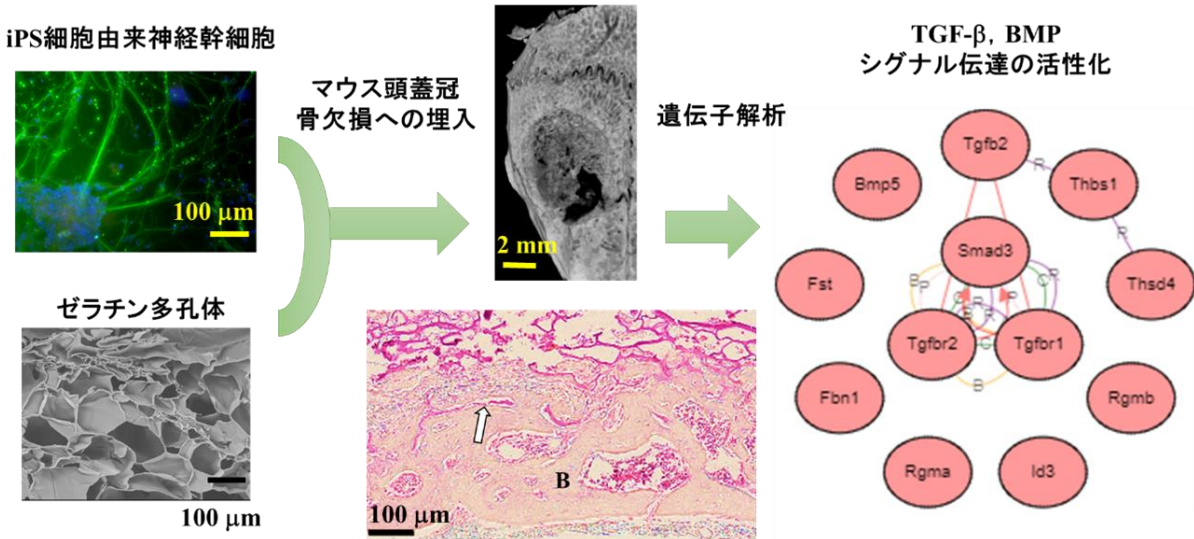 iPS細胞由来神経幹細胞
100 μm
ゼラチン多孔体
100 μm
マウス頭蓋冠
骨欠損への埋入
2 mm
B
100 μm
遺伝子解析
TGF-β, BMP
シグナル伝達の活性化
Tgfb2
R
Bmp5
Thbs1
Smad3
R
Fst
B
P
C
R
Thsd4
P
Tgfbr2
C
Tgfbr1
B
Fbn1
Rgmb
Rgma
Id3